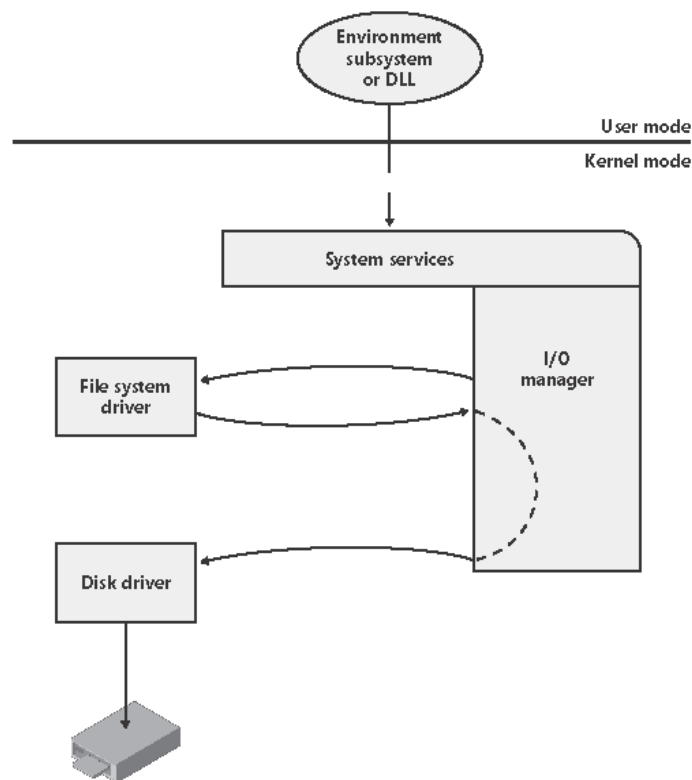 Environment
subsystem
or DLL
User mode
Kernel mode
System services
I/O
manager
File system
driver
Disk driver